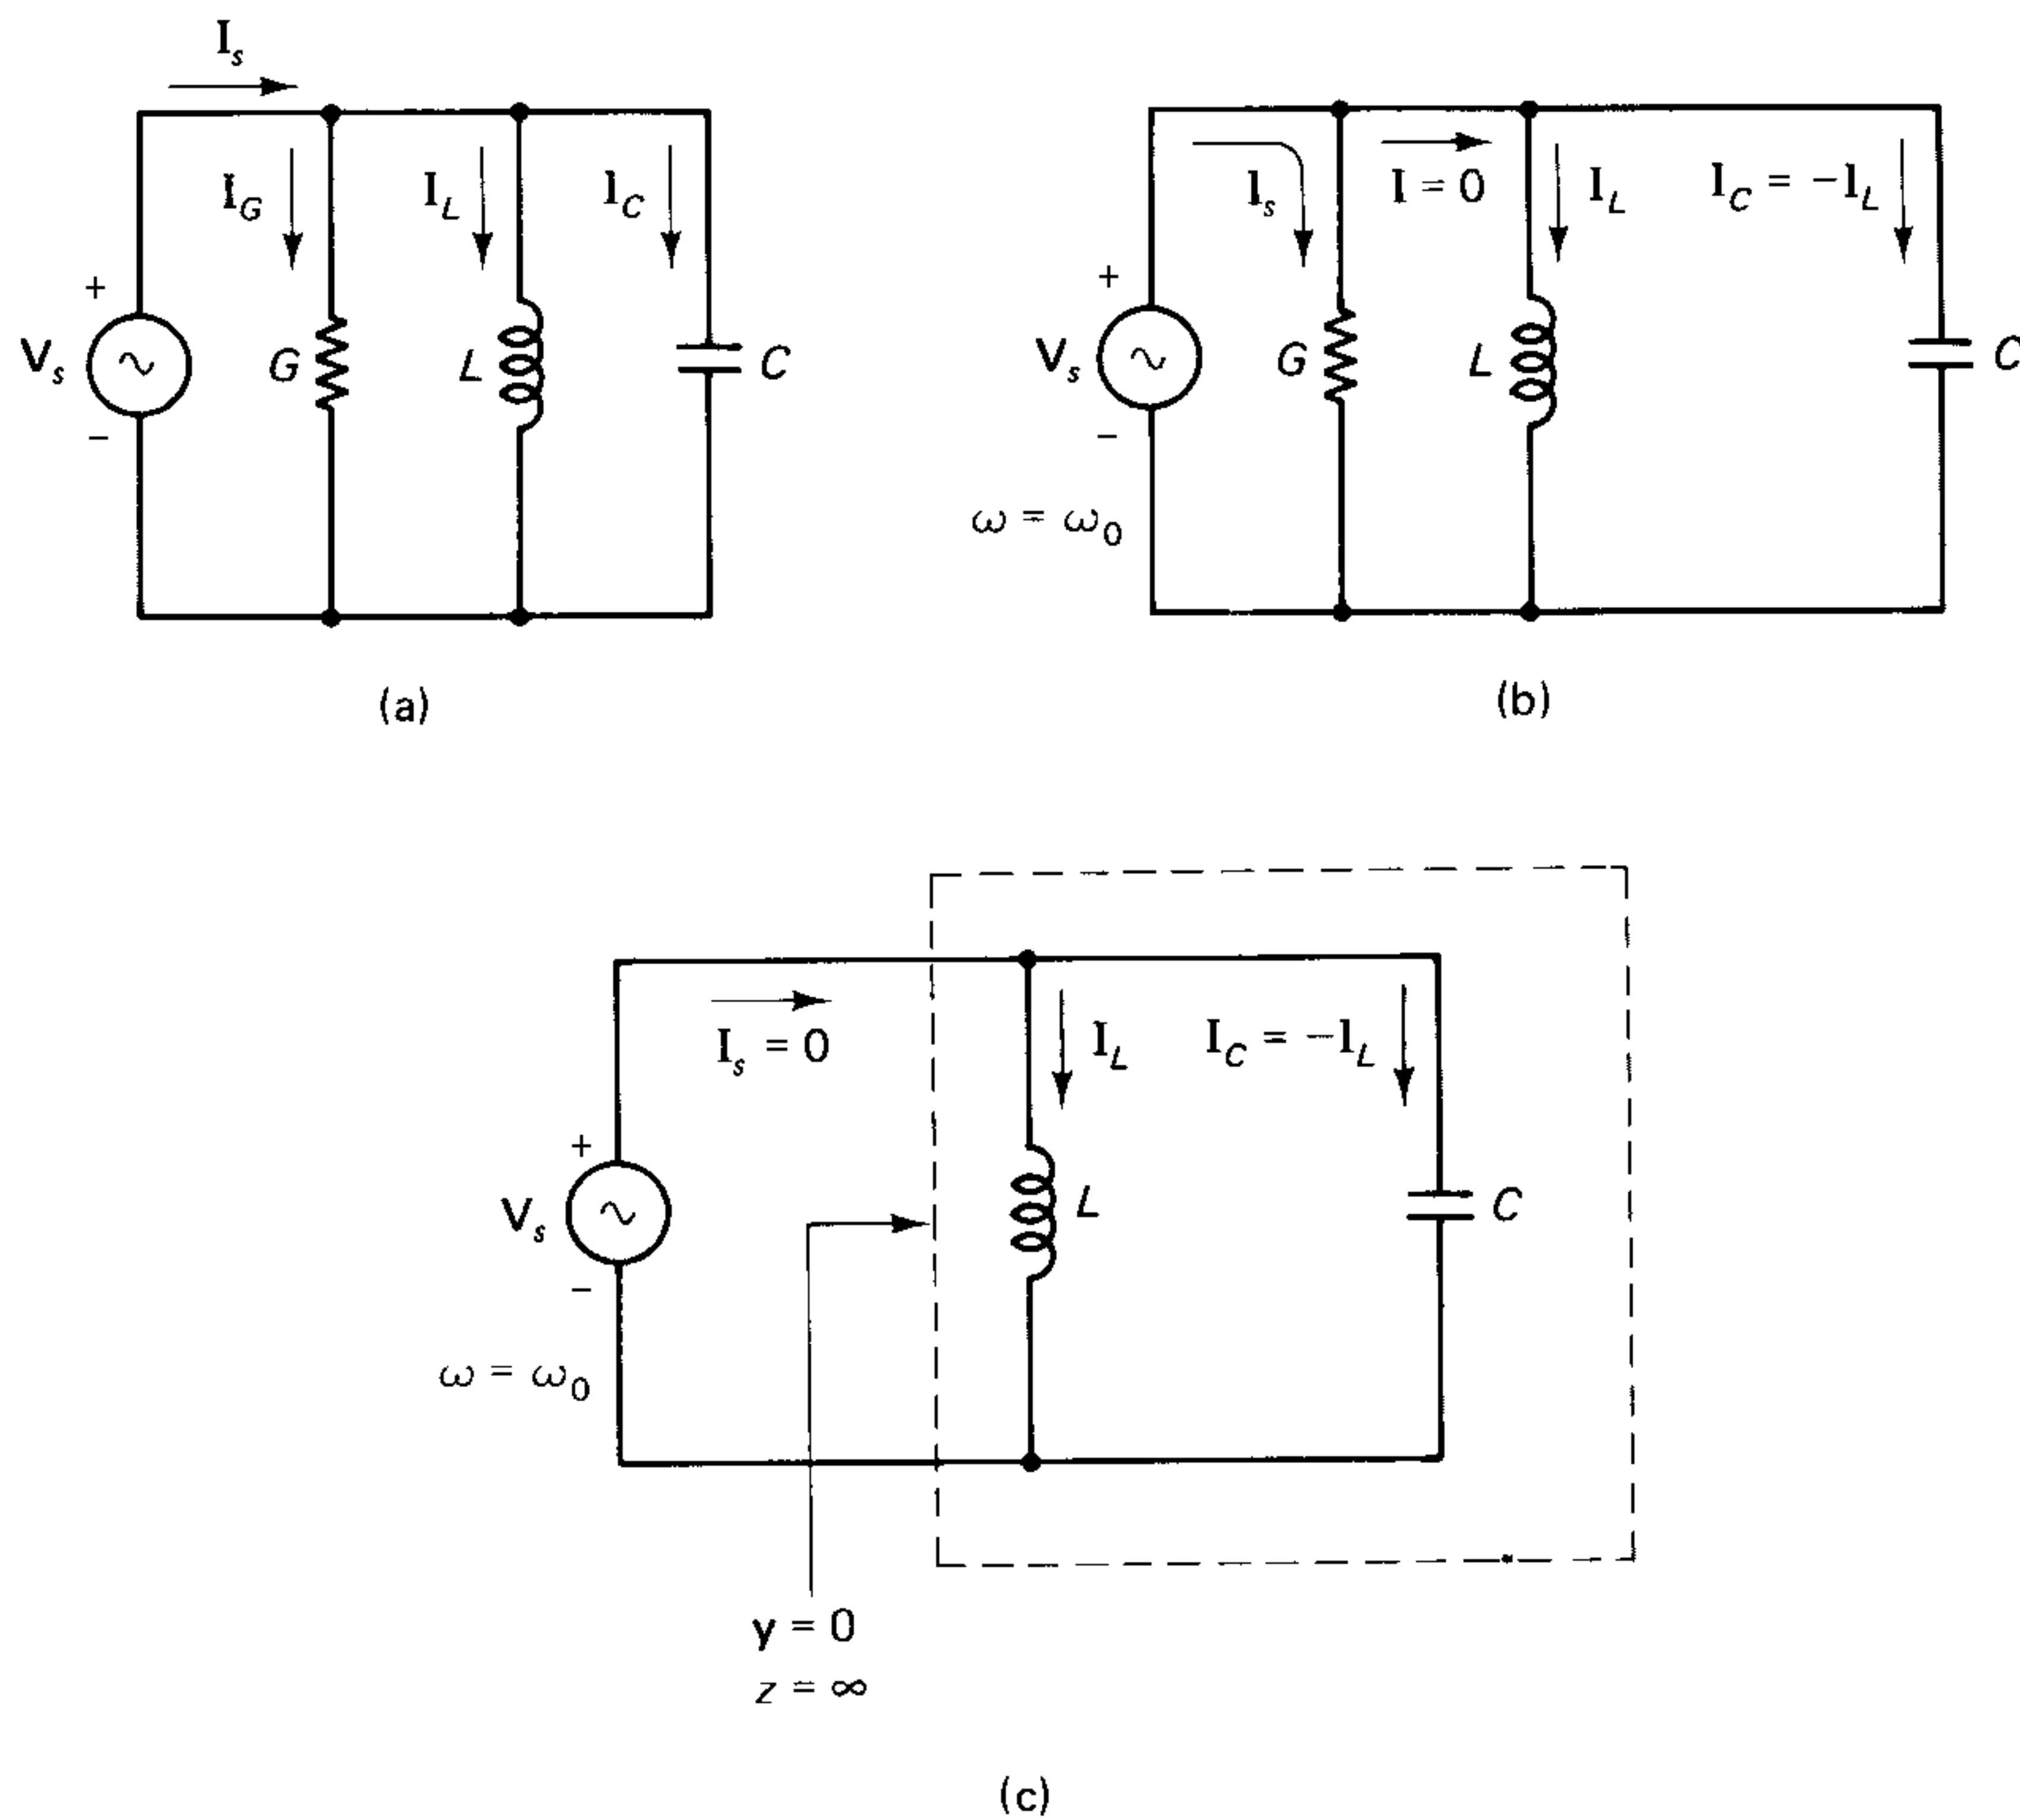 I_s
I_G I_L I_C
+
V_s G L C
−
(a)
I_s I = 0 I_L I_C = −I_L
+
V_s G L C
−
ω = ω_0
(b)
I_s = 0 I_L I_C = −I_L
+
V_s L C
−
ω = ω_0
y = 0
z = ∞
(c)